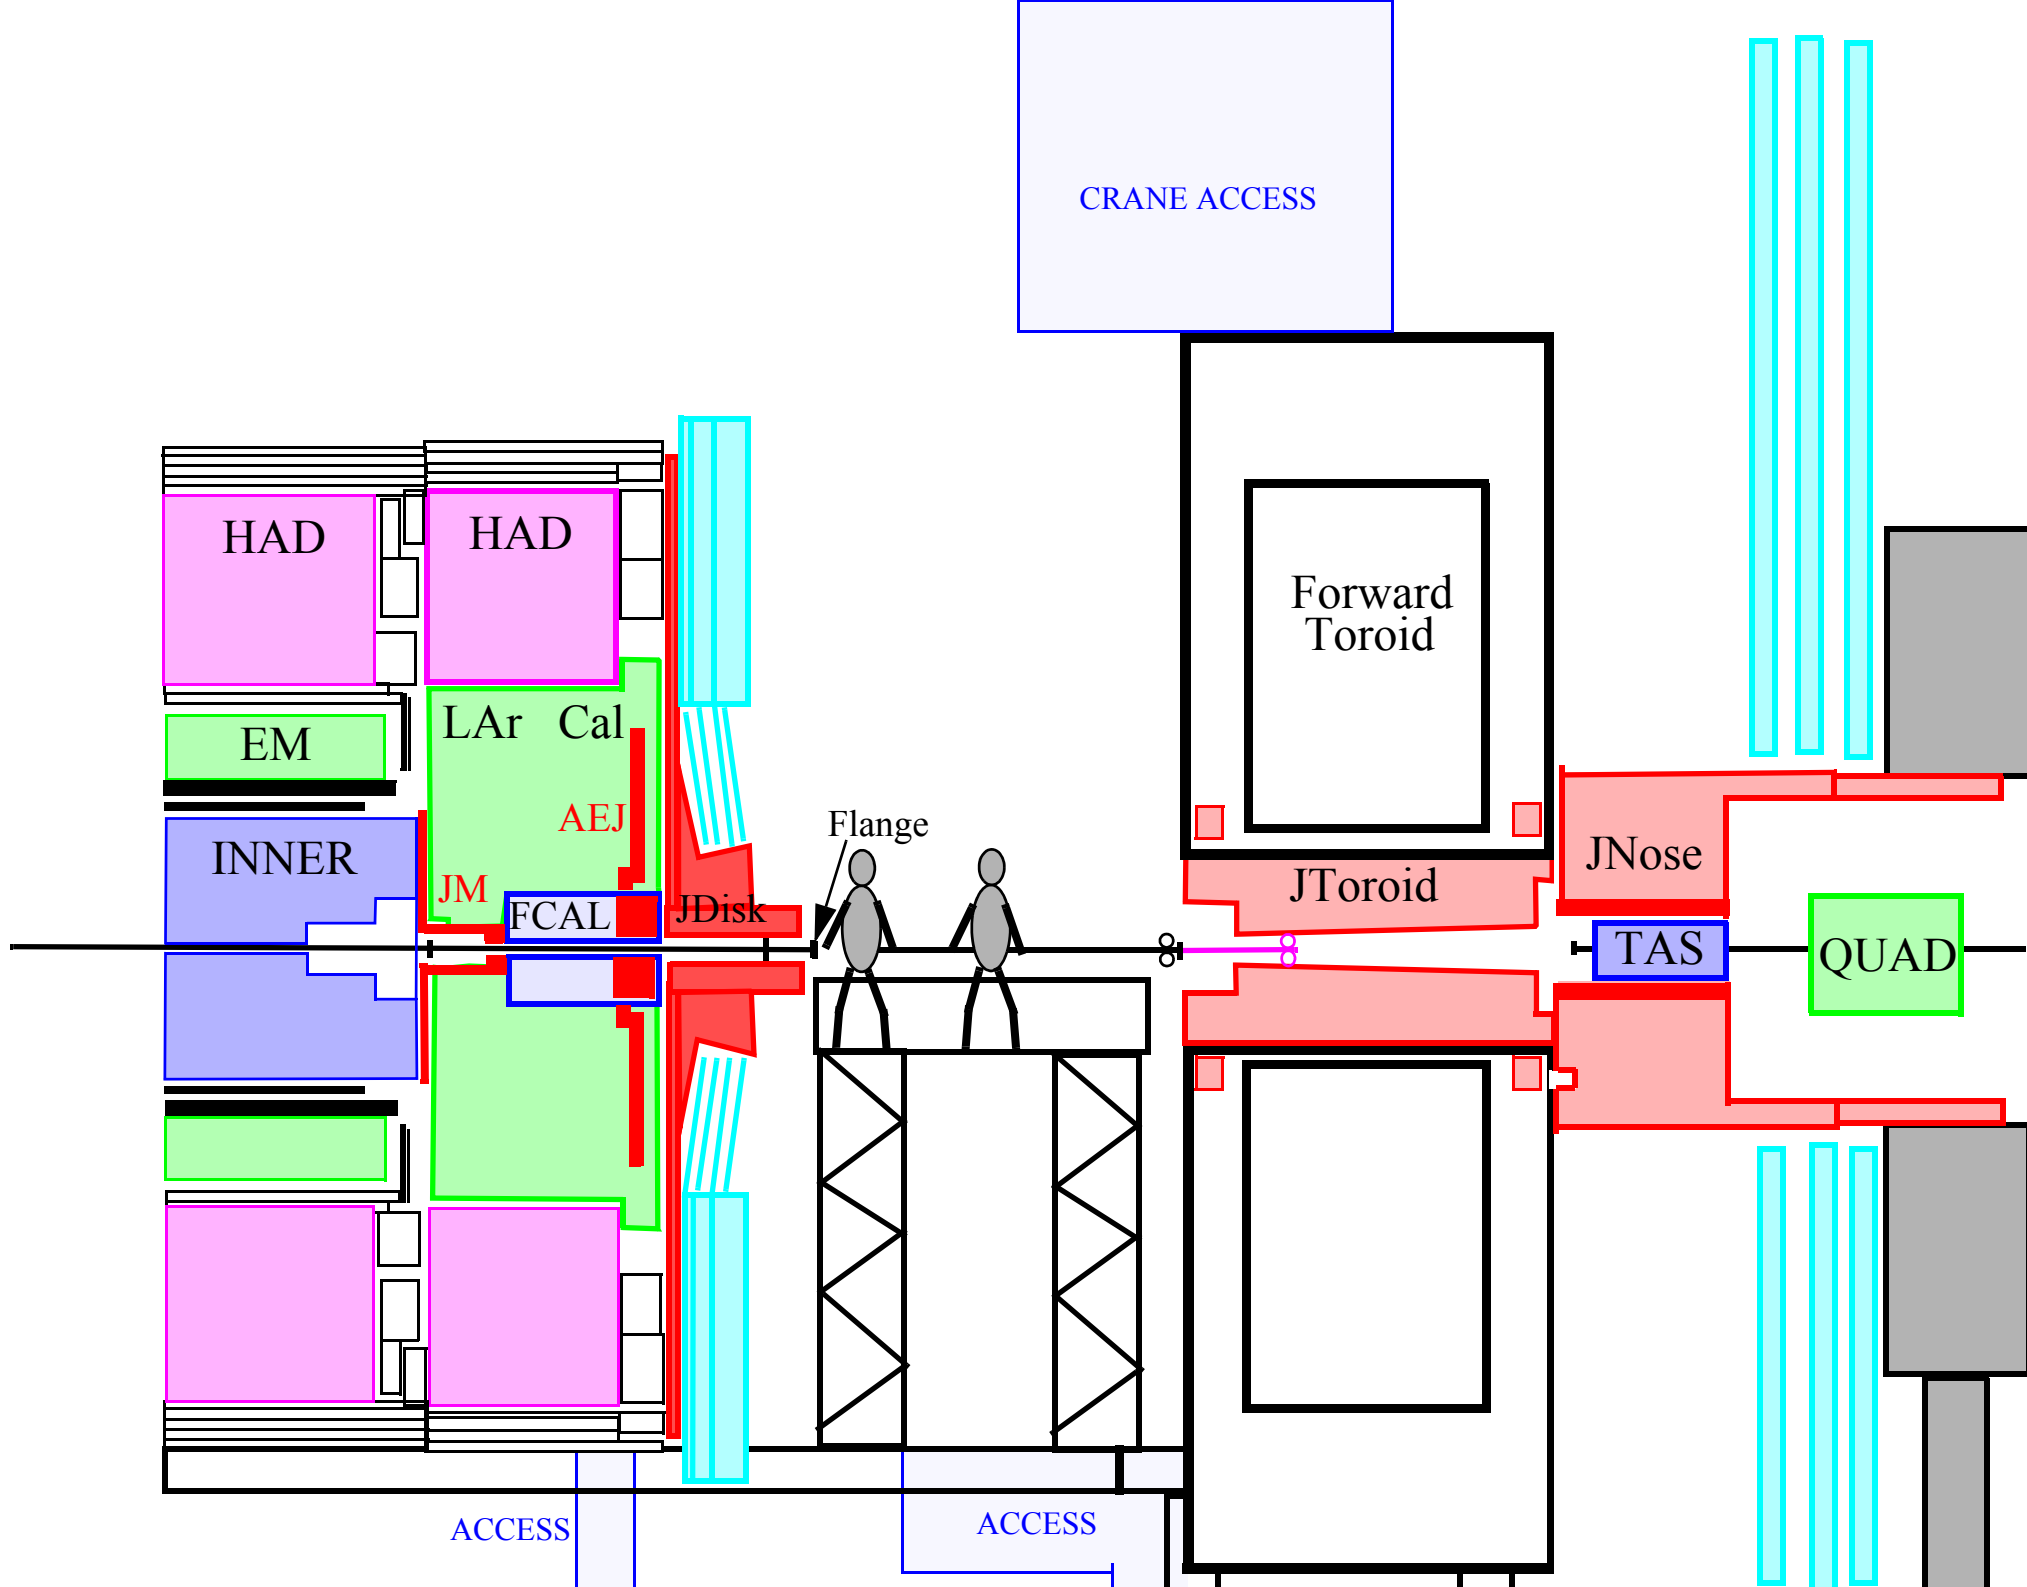 CRANE ACCESS
HAD
HAD
Forward
Toroid
LAr Cal
EM
AEJ
Flange
INNER
JM
FCAL
JDisk
JToroid
JNose
TAS
QUAD
ACCESS
ACCESS